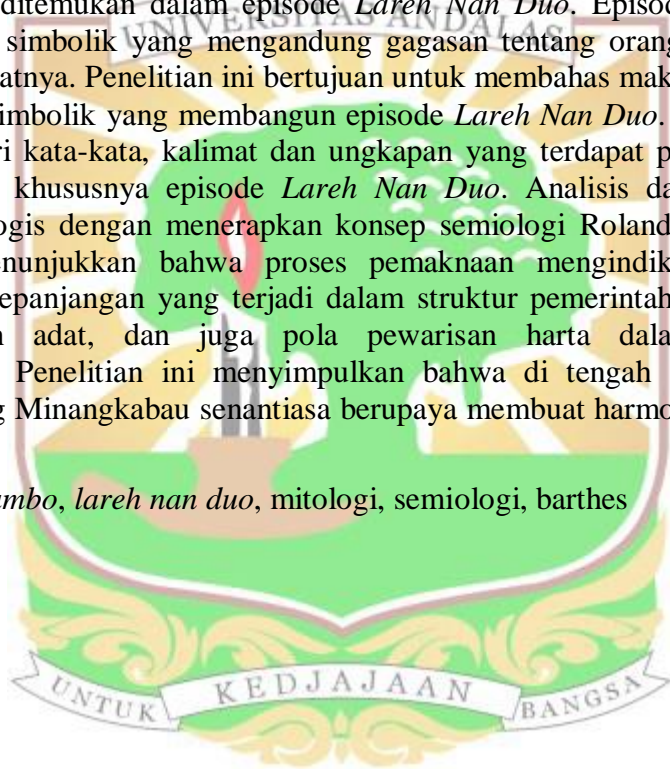 ditemukan dalam episode Lareh Nan Duo. Episod
UNIVERSITAS ANDALAS
simbolik yang mengandung gagasan tentang orang
atnya. Penelitian ini bertujuan untuk membahas mak
imbolik yang membangun episode Lareh Nan Duo.
ri kata-kata, kalimat dan ungkapan yang terdapat p
khususnya episode Lareh Nan Duo. Analisis da
ogis dengan menerapkan konsep semiologi Roland
enunjukkan bahwa proses pemaknaan mengindik
epanjangan yang terjadi dalam struktur pemerintah
adat, dan juga pola pewarisan harta dala
Penelitian ini menyimpulkan bahwa di tengah
g Minangkabau senantiasa berupaya membuat harmo
ambo, lareh nan duo, mitologi, semiologi, barthes
UNTUK KEDJAJAAN BANGSA